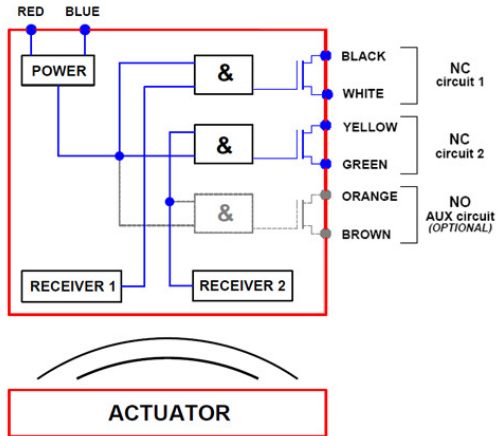 RED
BLUE
POWER
&
BLACK
WHITE
NC
circuit 1
&
YELLOW
GREEN
NC
circuit 2
&
ORANGE
BROWN
NO
AUX circuit
(OPTIONAL)
RECEIVER 1
RECEIVER 2
ACTUATOR